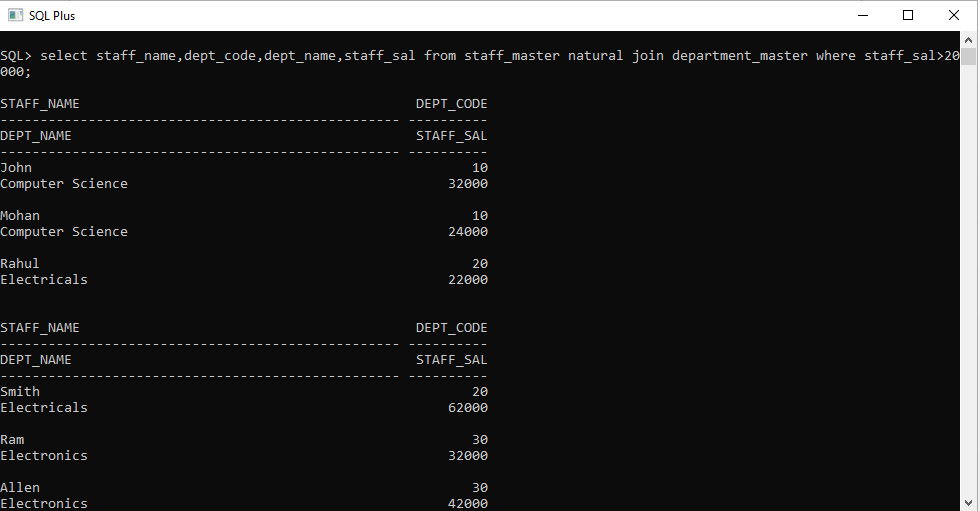 SQL Plus
SQL> select staff_name,dept_code,dept_name,staff_sal from staff_master natural join department_master where staff_sal>20
000;
STAFF_NAME DEPT_CODE
-------------------------------------------------- ----------
DEPT_NAME STAFF_SAL
-------------------------------------------------- ----------
John 10
Computer Science 32000
Mohan 10
Computer Science 24000
Rahul 20
Electricals 22000
STAFF_NAME DEPT_CODE
-------------------------------------------------- ----------
DEPT_NAME STAFF_SAL
-------------------------------------------------- ----------
Smith 20
Electricals 62000
Ram 30
Electronics 32000
Allen 30
Electronics 42000